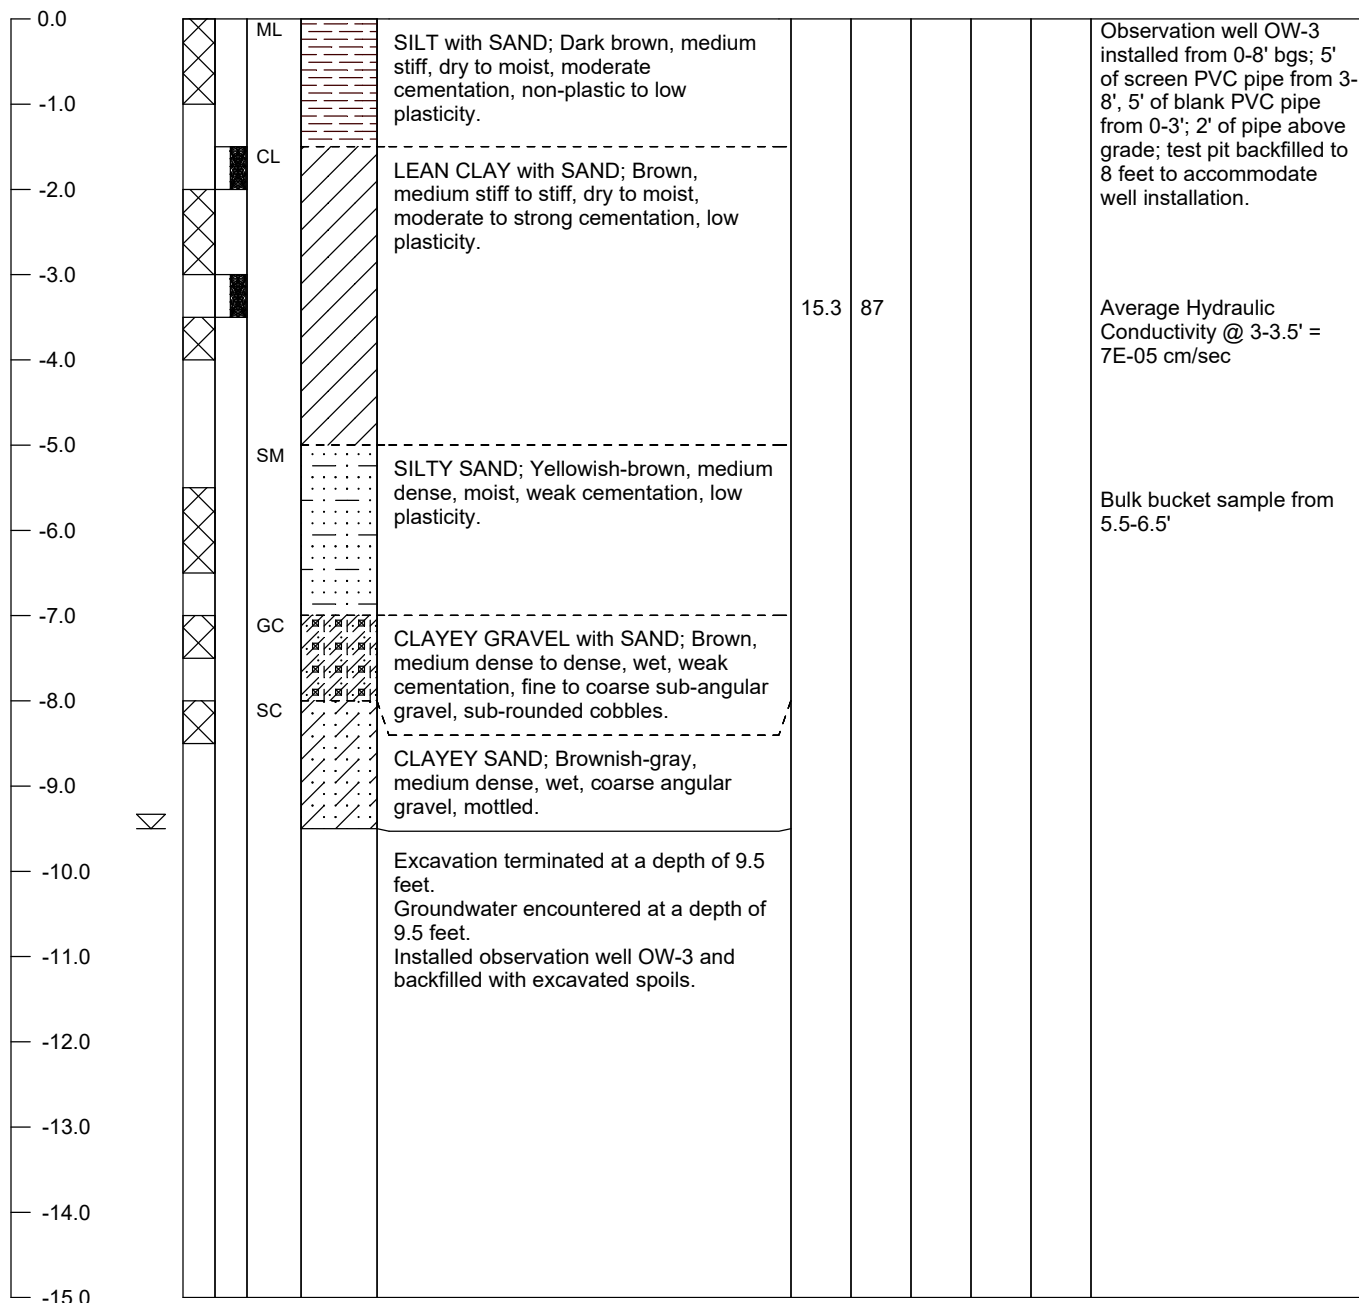 0.0
-1.0
-2.0
-3.0
-4.0
-5.0
-6.0
-7.0
-8.0
-9.0
-10.0
-11.0
-12.0
-13.0
-14.0
-15.0
ML
CL
SM
GC
SC
SILT with SAND; Dark brown, medium
stiff, dry to moist, moderate
cementation, non-plastic to low
plasticity.
LEAN CLAY with SAND; Brown,
medium stiff to stiff, dry to moist,
moderate to strong cementation, low
plasticity.
SILTY SAND; Yellowish-brown, medium
dense, moist, weak cementation, low
plasticity.
CLAYEY GRAVEL with SAND; Brown,
medium dense to dense, wet, weak
cementation, fine to coarse sub-angular
gravel, sub-rounded cobbles.
CLAYEY SAND; Brownish-gray,
medium dense, wet, coarse angular
gravel, mottled.
Excavation terminated at a depth of 9.5
feet.
Groundwater encountered at a depth of
9.5 feet.
Installed observation well OW-3 and
backfilled with excavated spoils.
15.3
87
Observation well OW-3
installed from 0-8' bgs; 5'
of screen PVC pipe from 3-
8', 5' of blank PVC pipe
from 0-3'; 2' of pipe above
grade; test pit backfilled to
8 feet to accommodate
well installation.
Average Hydraulic
Conductivity @ 3-3.5' =
7E-05 cm/sec
Bulk bucket sample from
5.5-6.5'